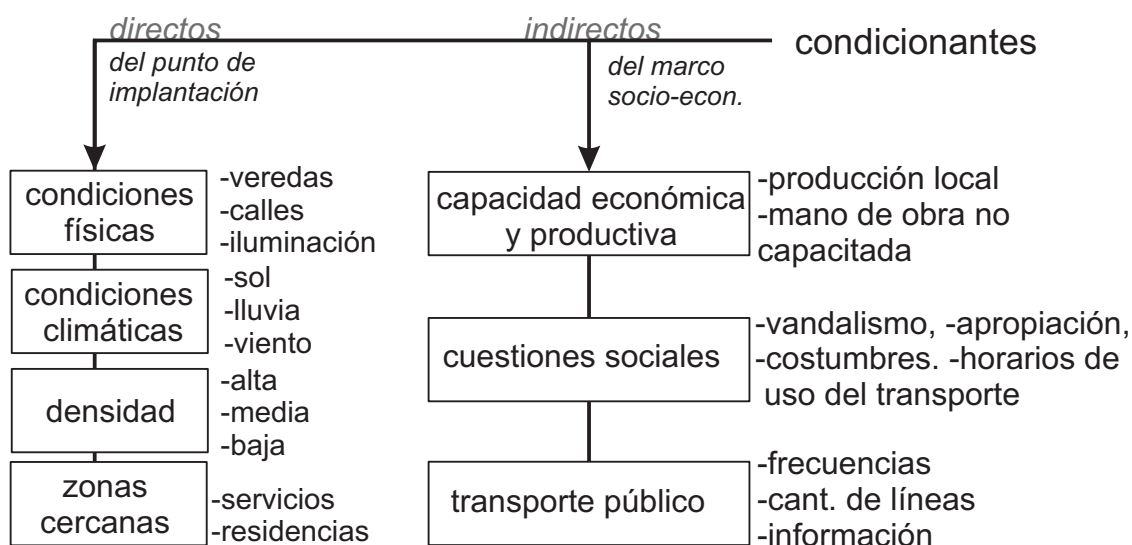 directos
indirectos
condicionantes
del punto de
implantación
del marco
socio-econ.
condiciones
físicas
-veredas
-calles
-iluminación
condiciones
climáticas
-sol
-lluvia
-viento
densidad
-alta
-media
-baja
zonas
cercanas
-servicios
-residencias
capacidad económica
y productiva
-producción local
-mano de obra no
capacitada
cuestiones sociales
-vandalismo, -apropiación,
-costumbres. -horarios de
uso del transporte
transporte público
-frecuencias
-cant. de líneas
-información